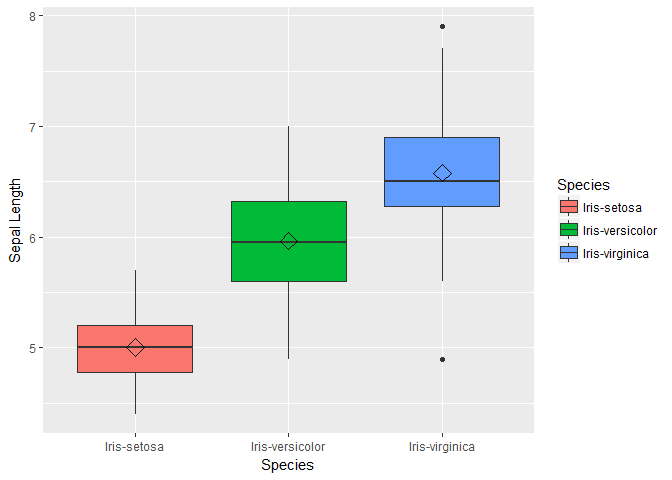 8
7
6
5
Sepal Length
Iris-setosa
Iris-versicolor
Iris-virginica
Species
Species
Iris-setosa
Iris-versicolor
Iris-virginica